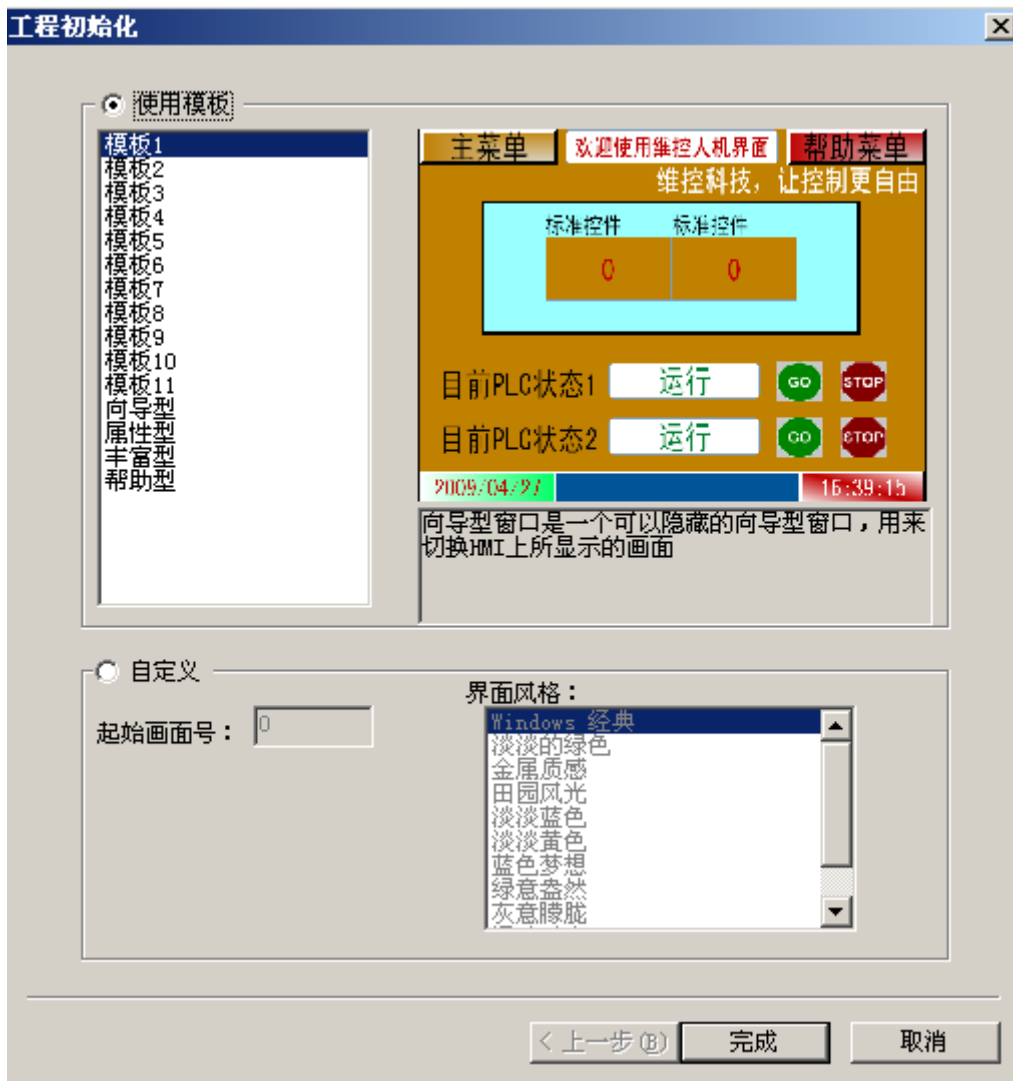 工程初始化
使用模板
模板1
模板2
模板3
模板4
模板5
模板6
模板7
模板8
模板9
模板10
模板11
向导型
属性型
丰富型
帮助型
主菜单 欢迎使用维控人机界面 帮助菜单
维控科技，让控制更自由
标准控件 标准控件
0 0
目前PLC状态1 运行 GO STOP
目前PLC状态2 运行 GO STOP
2009/04/27 16:39:15
向导型窗口是一个可以隐藏的向导型窗口，用来
切换HMI上所显示的画面
自定义
起始画面号： 0
界面风格：
Windows 经典
淡淡的绿色
金属质感
田园风光
淡淡蓝色
淡淡黄色
蓝色梦想
绿意盎然
灰意朦胧
< 上一步(B) 完成 取消